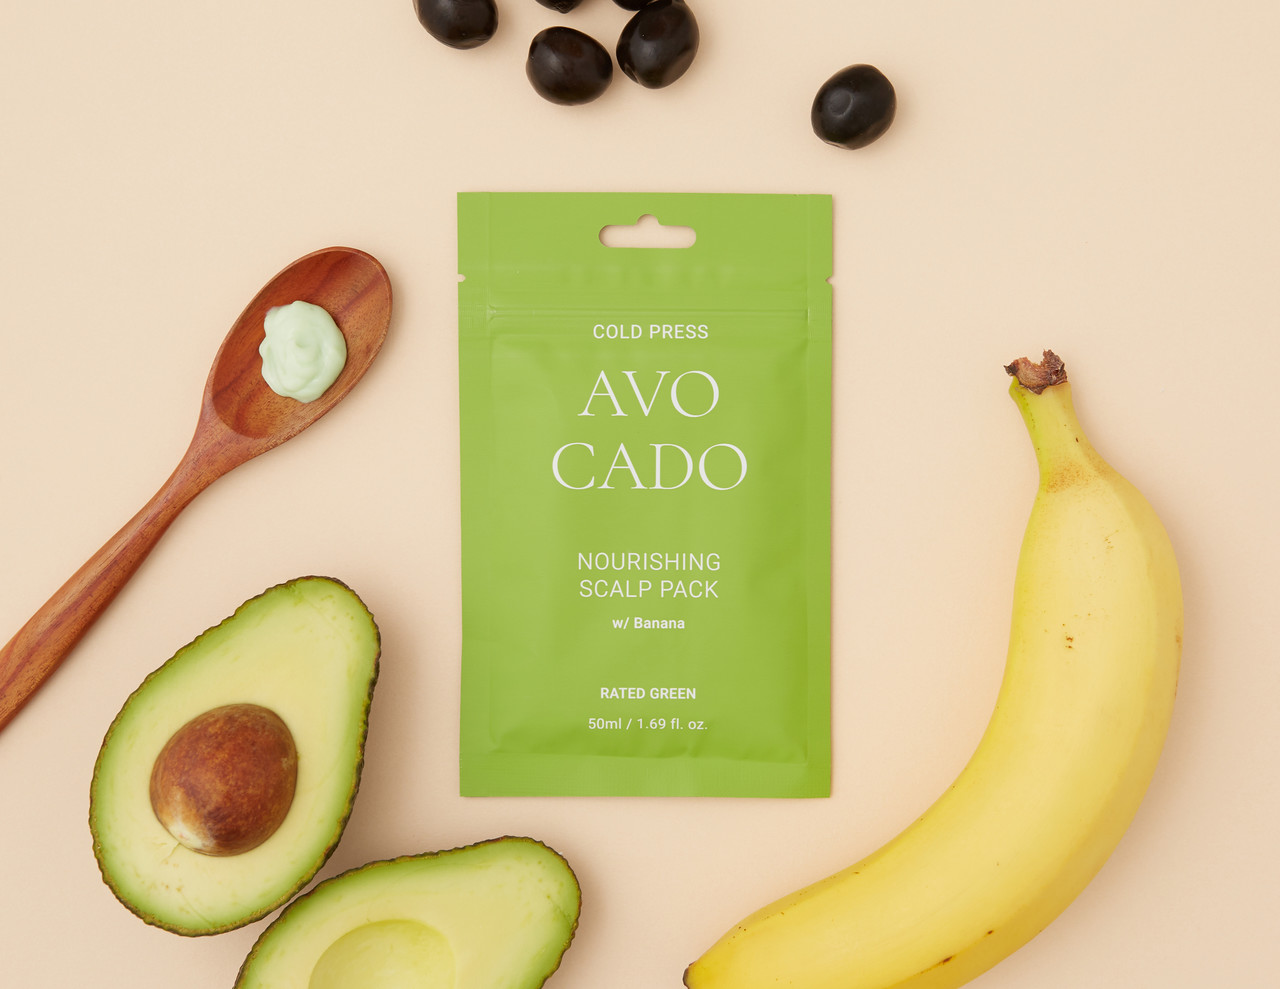 COLD PRESS
AVO
CADO
NOURISHING
SCALP PACK
w/ Banana
RATED GREEN
50ml / 1.69 fl. oz.